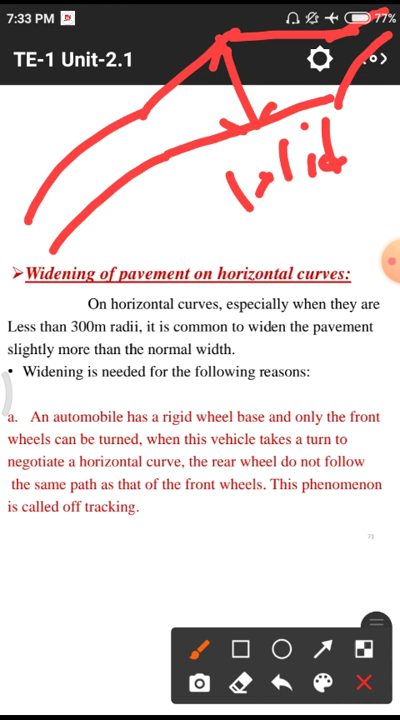 7:33 PM
77%
TE-1 Unit-2.1
➢Widening of pavement on horizontal curves:
On horizontal curves, especially when they are
Less than 300m radii, it is common to widen the pavement
slightly more than the normal width.
• Widening is needed for the following reasons:
a. An automobile has a rigid wheel base and only the front
wheels can be turned, when this vehicle takes a turn to
negotiate a horizontal curve, the rear wheel do not follow
the same path as that of the front wheels. This phenomenon
is called off tracking.
73